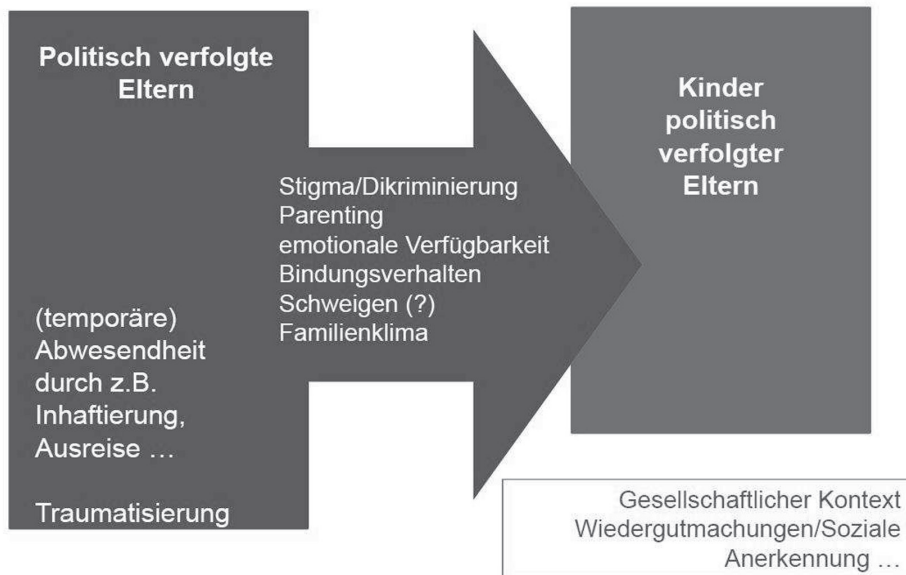 Politisch verfolgte
Eltern
(temporäre)
Abwesendheit
durch z.B.
Inhaftierung,
Ausreise …
Traumatisierung
Stigma/Dikriminierung
Parenting
emotionale Verfügbarkeit
Bindungsverhalten
Schweigen (?)
Familienklima
Kinder
politisch
verfolgter
Eltern
Gesellschaftlicher Kontext
Wiedergutmachungen/Soziale
Anerkennung …